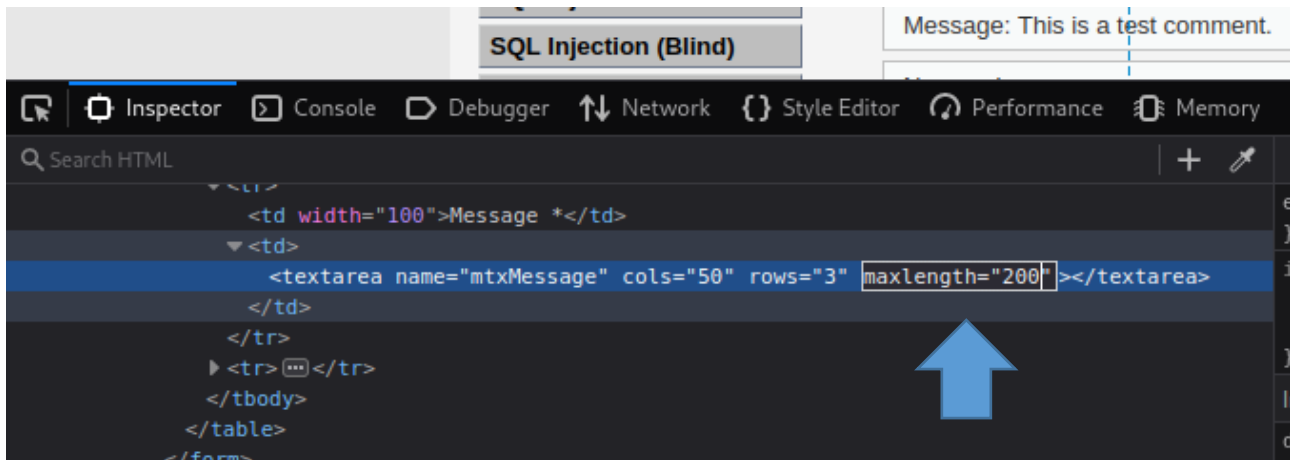 SQL Injection (Blind)
Message: This is a test comment.
Inspector Console Debugger Network Style Editor Performance Memory
Search HTML
<tr>
<td width="100">Message *</td>
<td>
<textarea name="mtxMessage" cols="50" rows="3" maxlength="200"></textarea>
</td>
</tr>
<tr></tr>
</tbody>
</table>
</form>